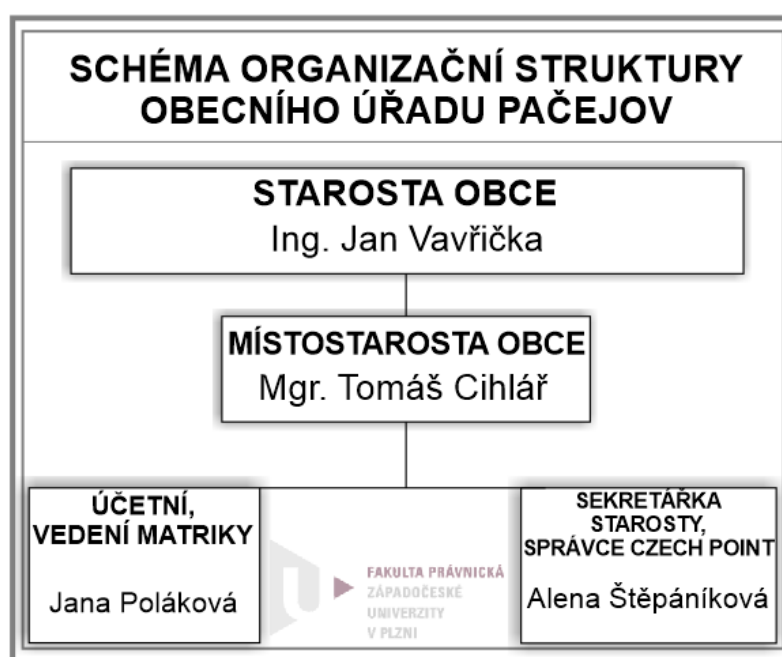 SCHÉMA ORGANIZAČNÍ STRUKTURY
OBECNÍHO ÚŘADU PAČEJOV
STAROSTA OBCE
Ing. Jan Vavřička
MÍSTOSTAROSTA OBCE
Mgr. Tomáš Cihlář
ÚČETNÍ,
VEDENÍ MATRIKY
Jana Poláková
SEKRETÁŘKA
STAROSTY,
SPRÁVCE CZECH POINT
Alena Štěpáníková
FAKULTA PRÁVNICKÁ
ZÁPADOČESKÉ
UNIVERZITY
V PLZNI